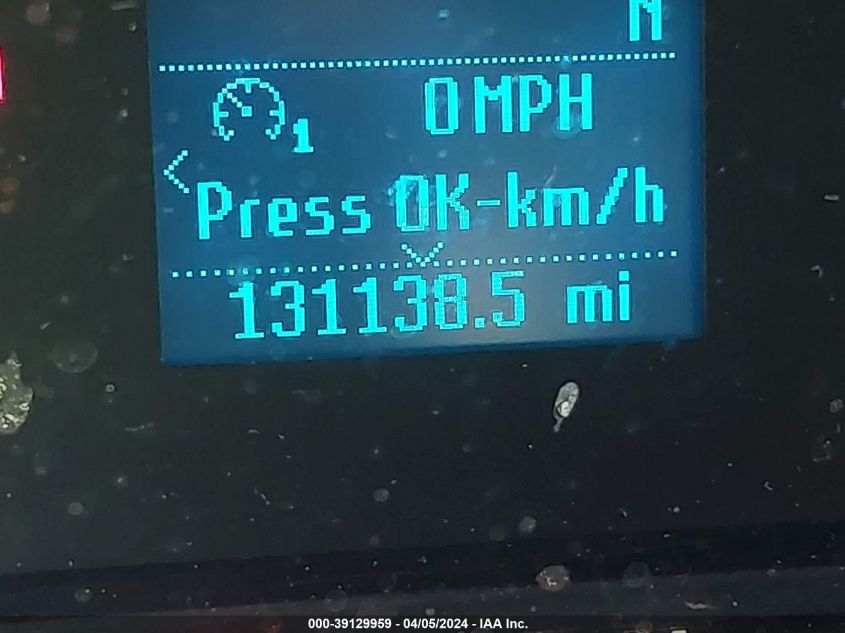 N
1 0 MPH
Press OK-km/h
131138.5 mi
000-39129959 - 04/05/2024 - IAA Inc.